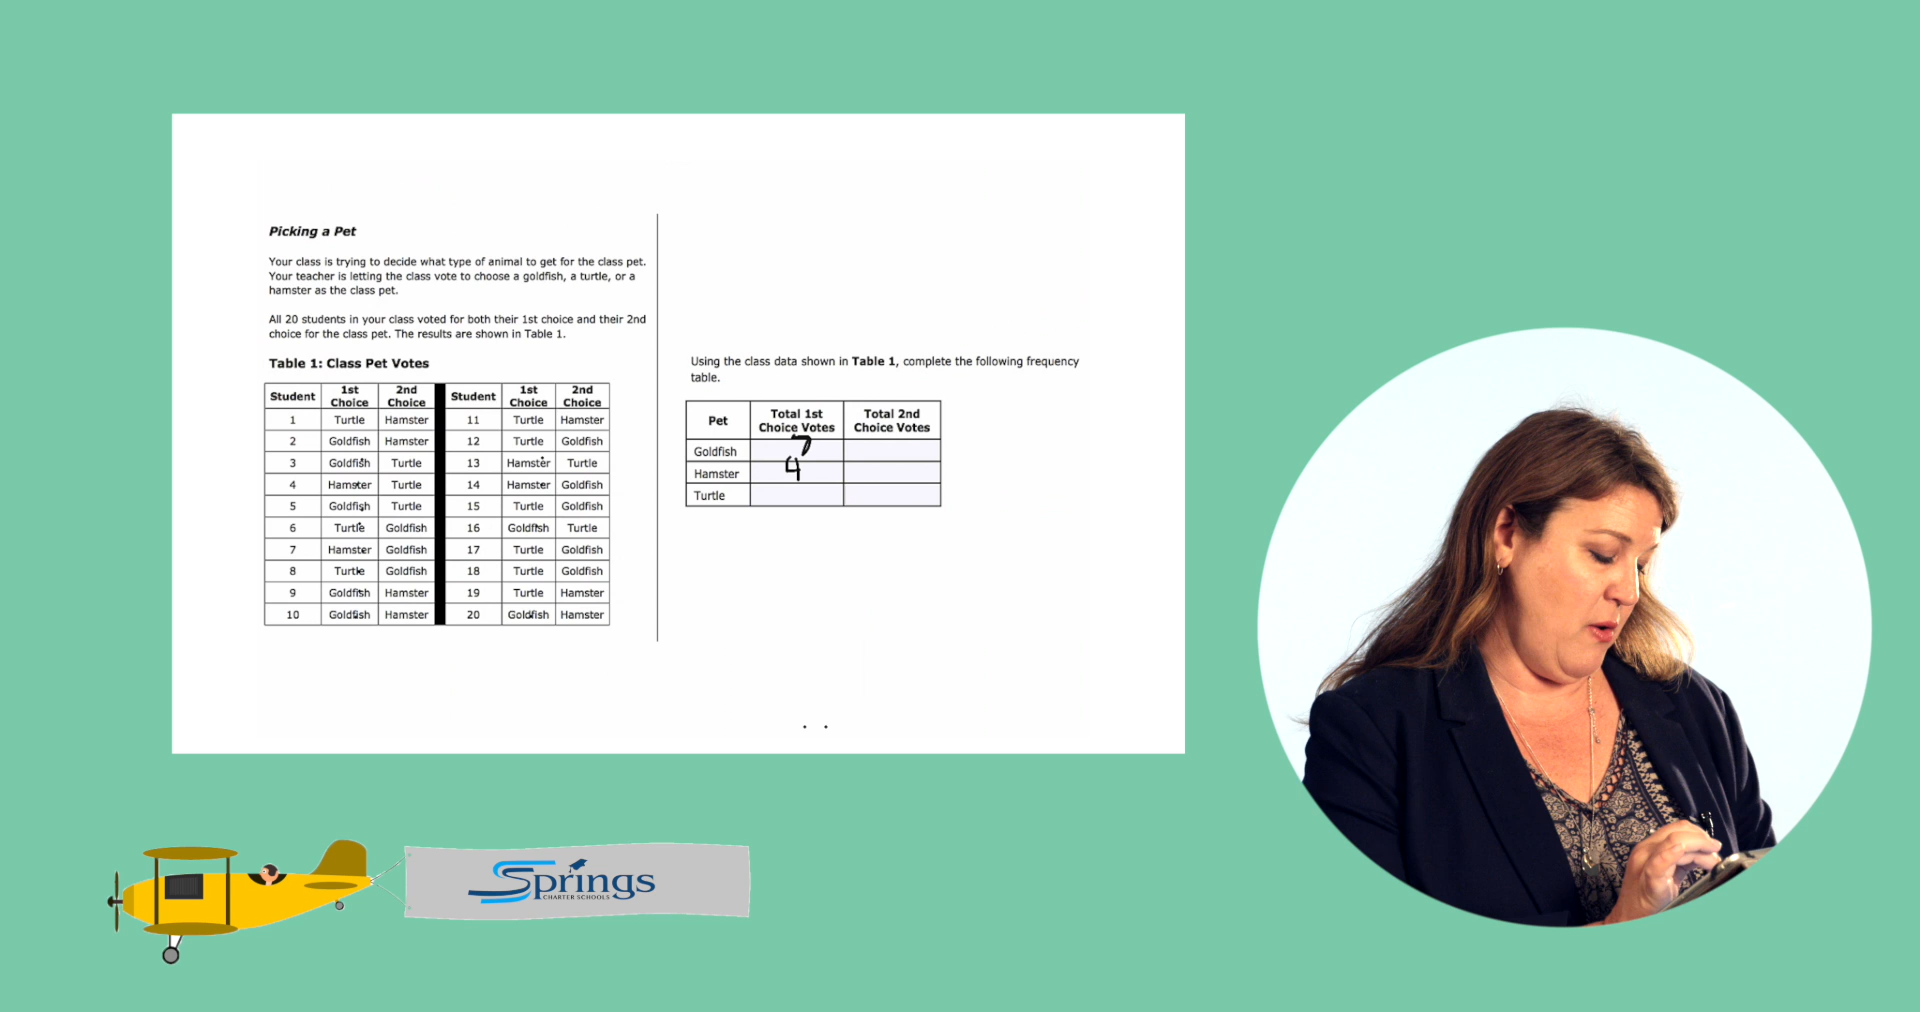 Picking a Pet
Your class is trying to decide what type of animal to get for the class pet.
Your teacher is letting the class vote to choose a goldfish, a turtle, or a
hamster as the class pet.
All 20 students in your class voted for both their 1st choice and their 2nd
choice for the class pet. The results are shown in Table 1.
Table 1: Class Pet Votes
Student 1st Choice 2nd Choice Student 1st Choice 2nd Choice
1 Turtle Hamster 11 Turtle Hamster
2 Goldfish Hamster 12 Turtle Goldfish
3 Goldfish Turtle 13 Hamster Turtle
4 Hamster Turtle 14 Hamster Goldfish
5 Goldfish Turtle 15 Turtle Goldfish
6 Turtle Goldfish 16 Goldfish Turtle
7 Hamster Goldfish 17 Turtle Goldfish
8 Turtle Goldfish 18 Turtle Goldfish
9 Goldfish Hamster 19 Turtle Hamster
10 Goldfish Hamster 20 Goldfish Hamster
Using the class data shown in Table 1, complete the following frequency
table.
Pet Total 1st Choice Votes Total 2nd Choice Votes
Goldfish 7
Hamster 4
Turtle
Springs
CHARTER SCHOOLS